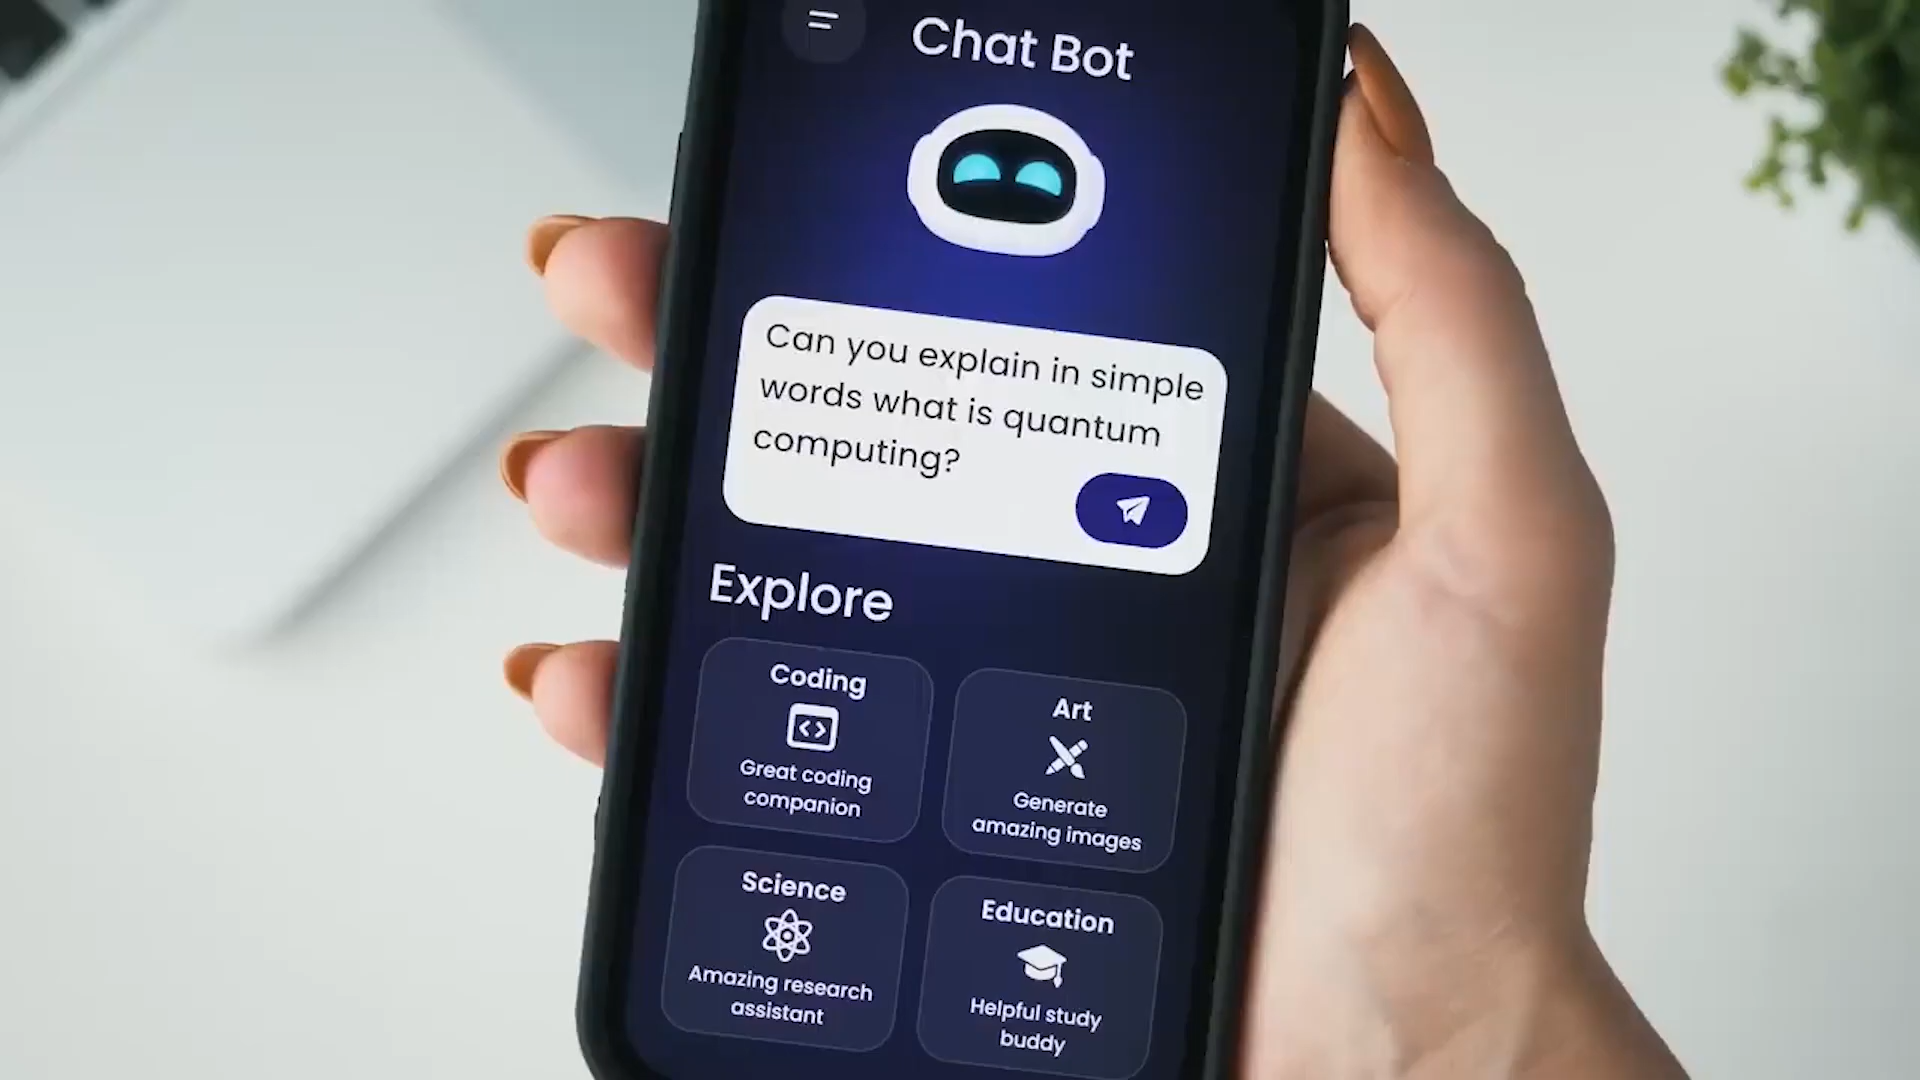 Chat Bot
Can you explain in simple
words what is quantum
computing?
Explore
Coding
Great coding
companion
Art
Generate
amazing images
Science
Amazing research
assistant
Education
Helpful study
buddy